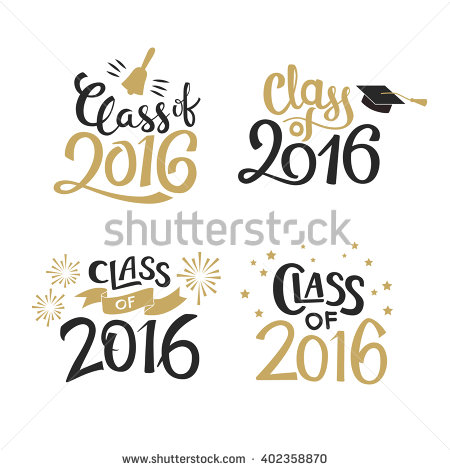 Class of
2016
Class
of
2016
shutterstock
CLASS
OF
2016
CLASS
OF
2016
www.shutterstock.com · 402358870